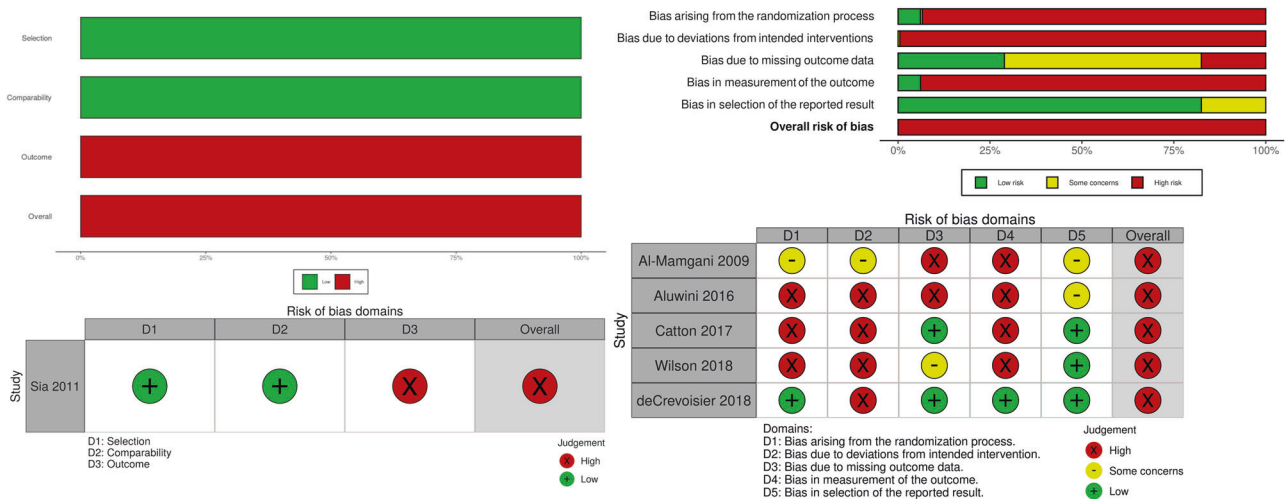 Selection
Comparability
Outcome
Overall
0% 25% 50% 75% 100%
Low High
Risk of bias domains
D1 D2 D3 Overall
Study
Sia 2011 + + X X
D1: Selection
D2: Comparability
D3: Outcome
Judgement
X High
+ Low
Bias arising from the randomization process
Bias due to deviations from intended interventions
Bias due to missing outcome data
Bias in measurement of the outcome
Bias in selection of the reported result
Overall risk of bias
0% 25% 50% 75% 100%
Low risk Some concerns High risk
Risk of bias domains
D1 D2 D3 D4 D5 Overall
Study
Al-Mamgani 2009 - - X X - X
Aluwini 2016 X X X X - X
Catton 2017 X X + X + X
Wilson 2018 X X - X + X
deCrevoisier 2018 + X + + + X
Domains:
D1: Bias arising from the randomization process.
D2: Bias due to deviations from intended intervention.
D3: Bias due to missing outcome data.
D4: Bias in measurement of the outcome.
D5: Bias in selection of the reported result.
Judgement
X High
- Some concerns
+ Low